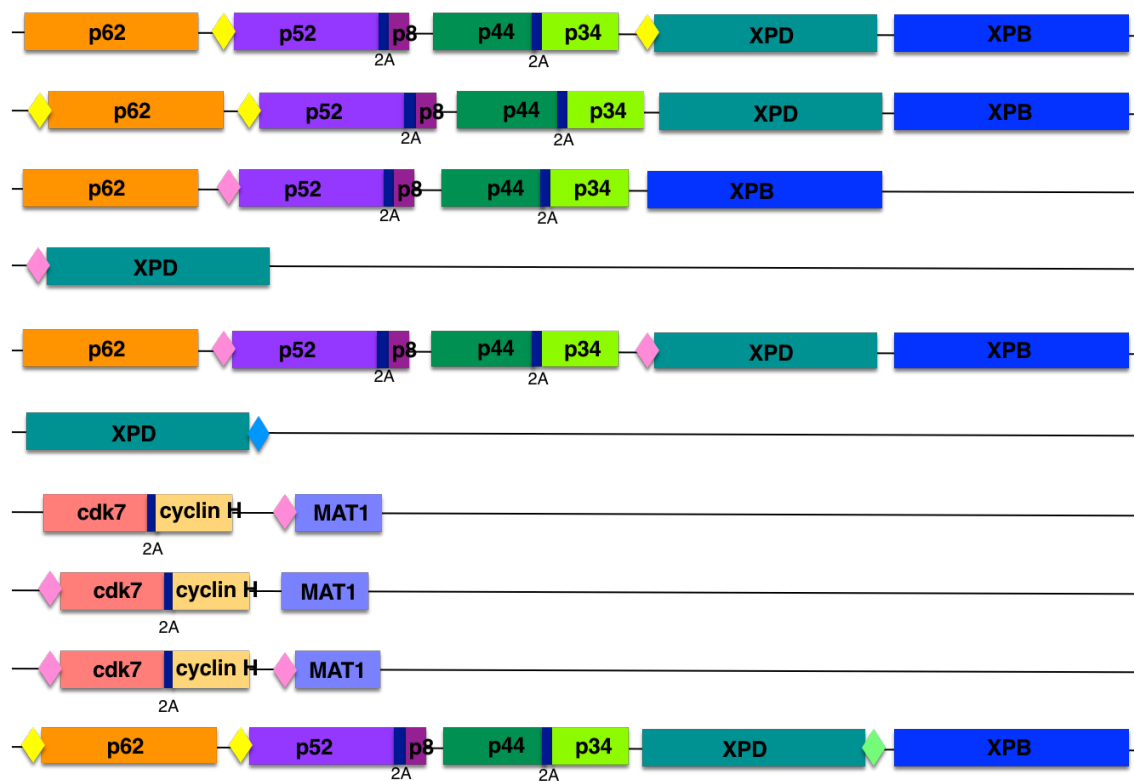 p62 p52 p8 p44 p34 XPD XPB
2A 2A
p62 p52 p8 p44 p34 XPD XPB
2A 2A
p62 p52 p8 p44 p34 XPB
2A 2A
XPD
p62 p52 p8 p44 p34 XPD XPB
2A 2A
XPD
cdk7 cyclin H MAT1
2A
cdk7 cyclin H MAT1
2A
cdk7 cyclin H MAT1
2A
p62 p52 p8 p44 p34 XPD XPB
2A 2A